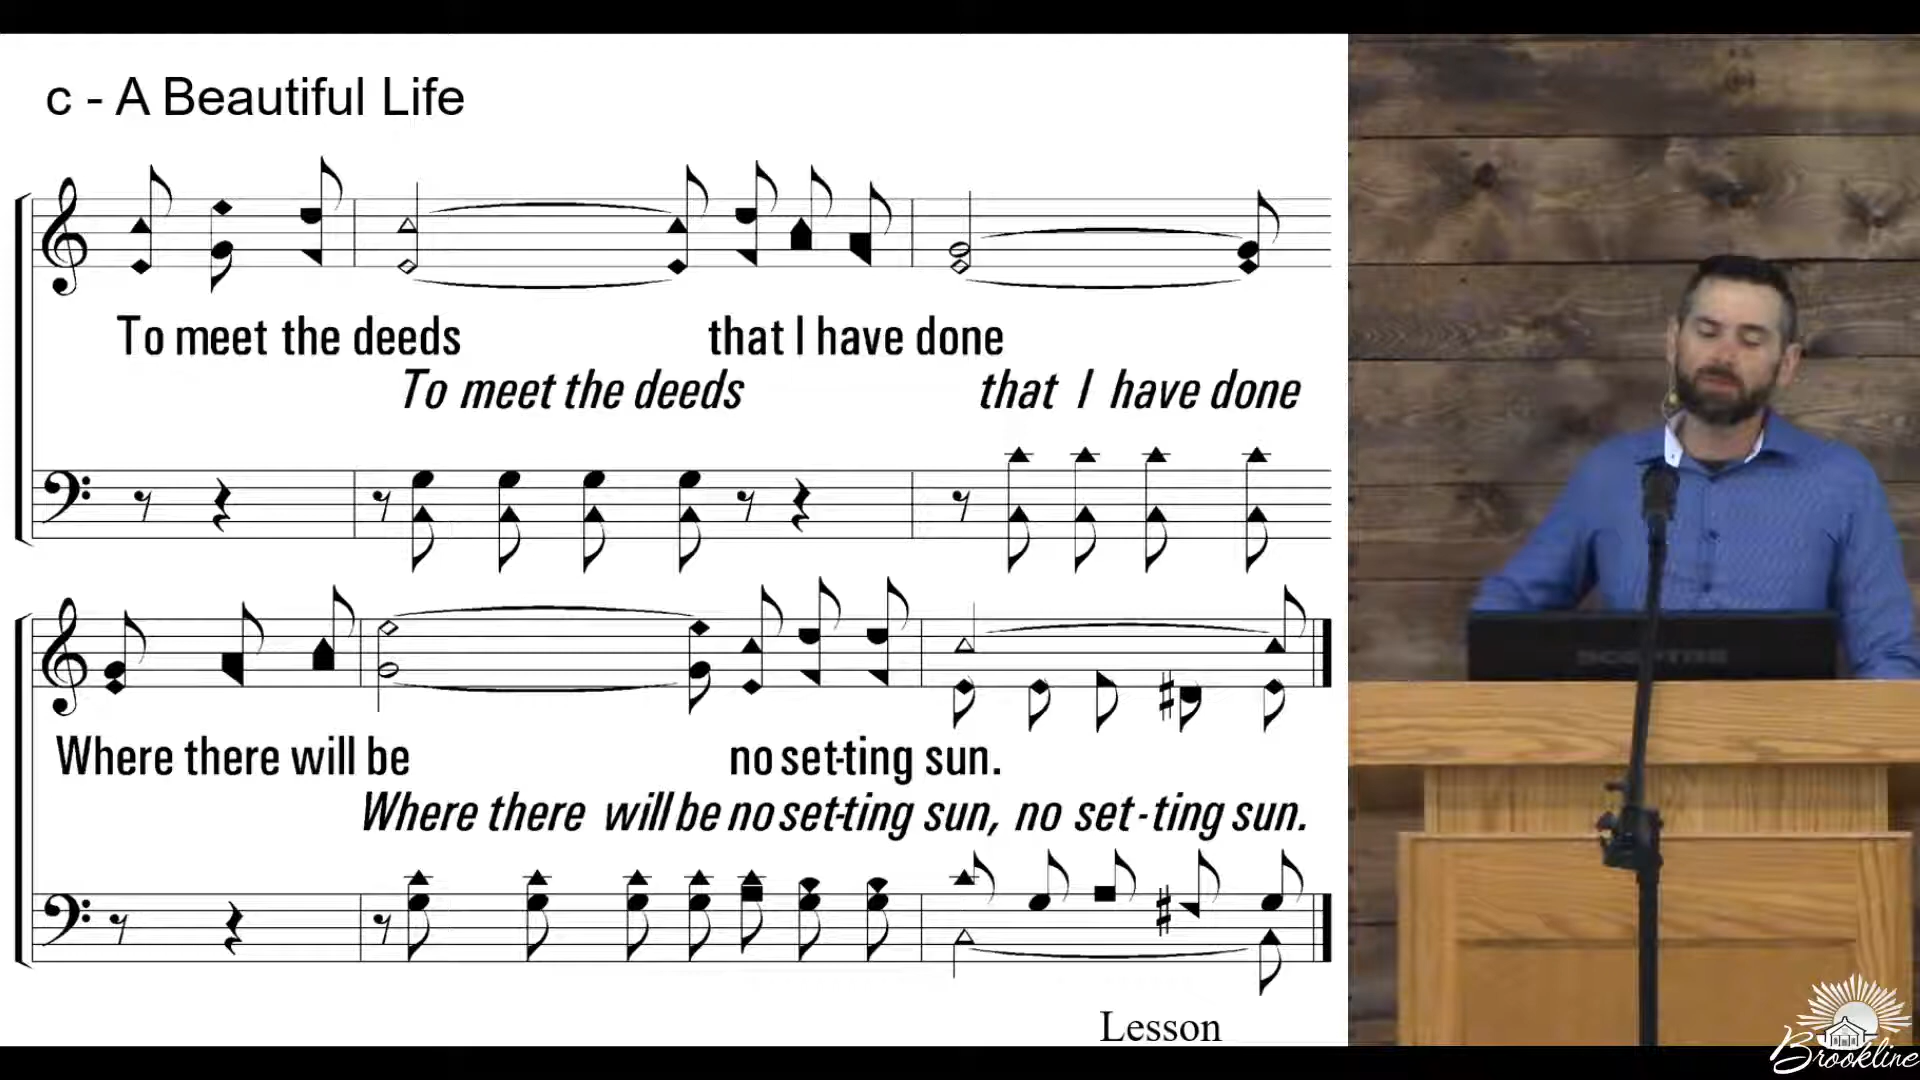 c - A Beautiful Life
To meet the deeds that I have done
To meet the deeds that I have done
Where there will be no set-ting sun.
Where there will be no set-ting sun, no set-ting sun.
Lesson
SCEPTRE
Brookline